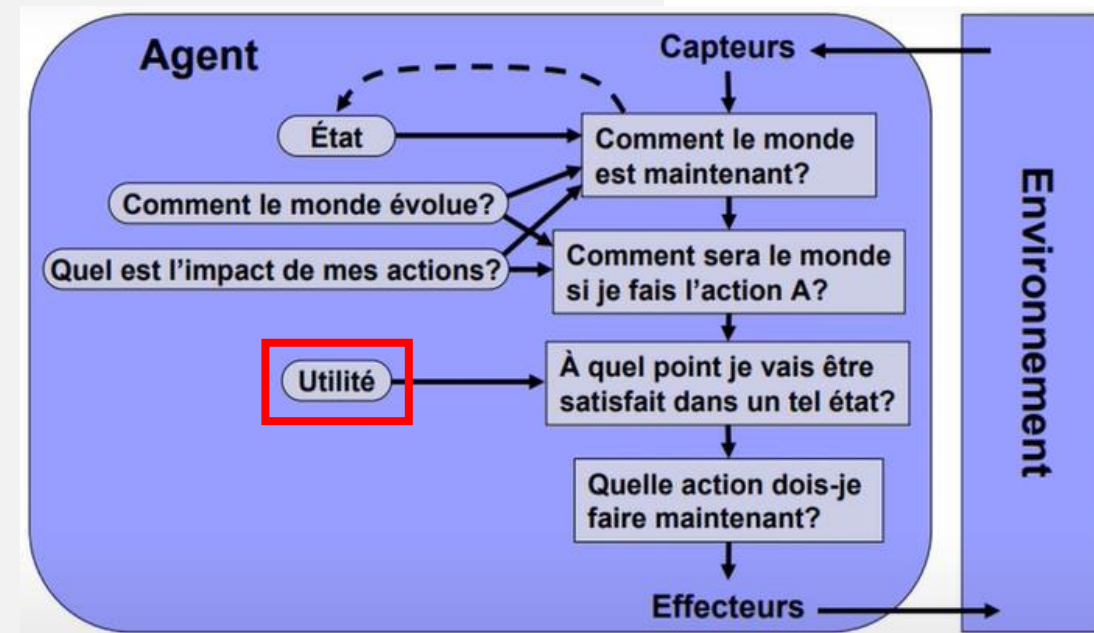 Agent
Capteurs
État
Comment le monde
est maintenant?
Comment le monde évolue?
Quel est l’impact de mes actions?
Comment sera le monde
si je fais l’action A?
Utilité
À quel point je vais être
satisfait dans un tel état?
Quelle action dois-je
faire maintenant?
Effecteurs
Environnement